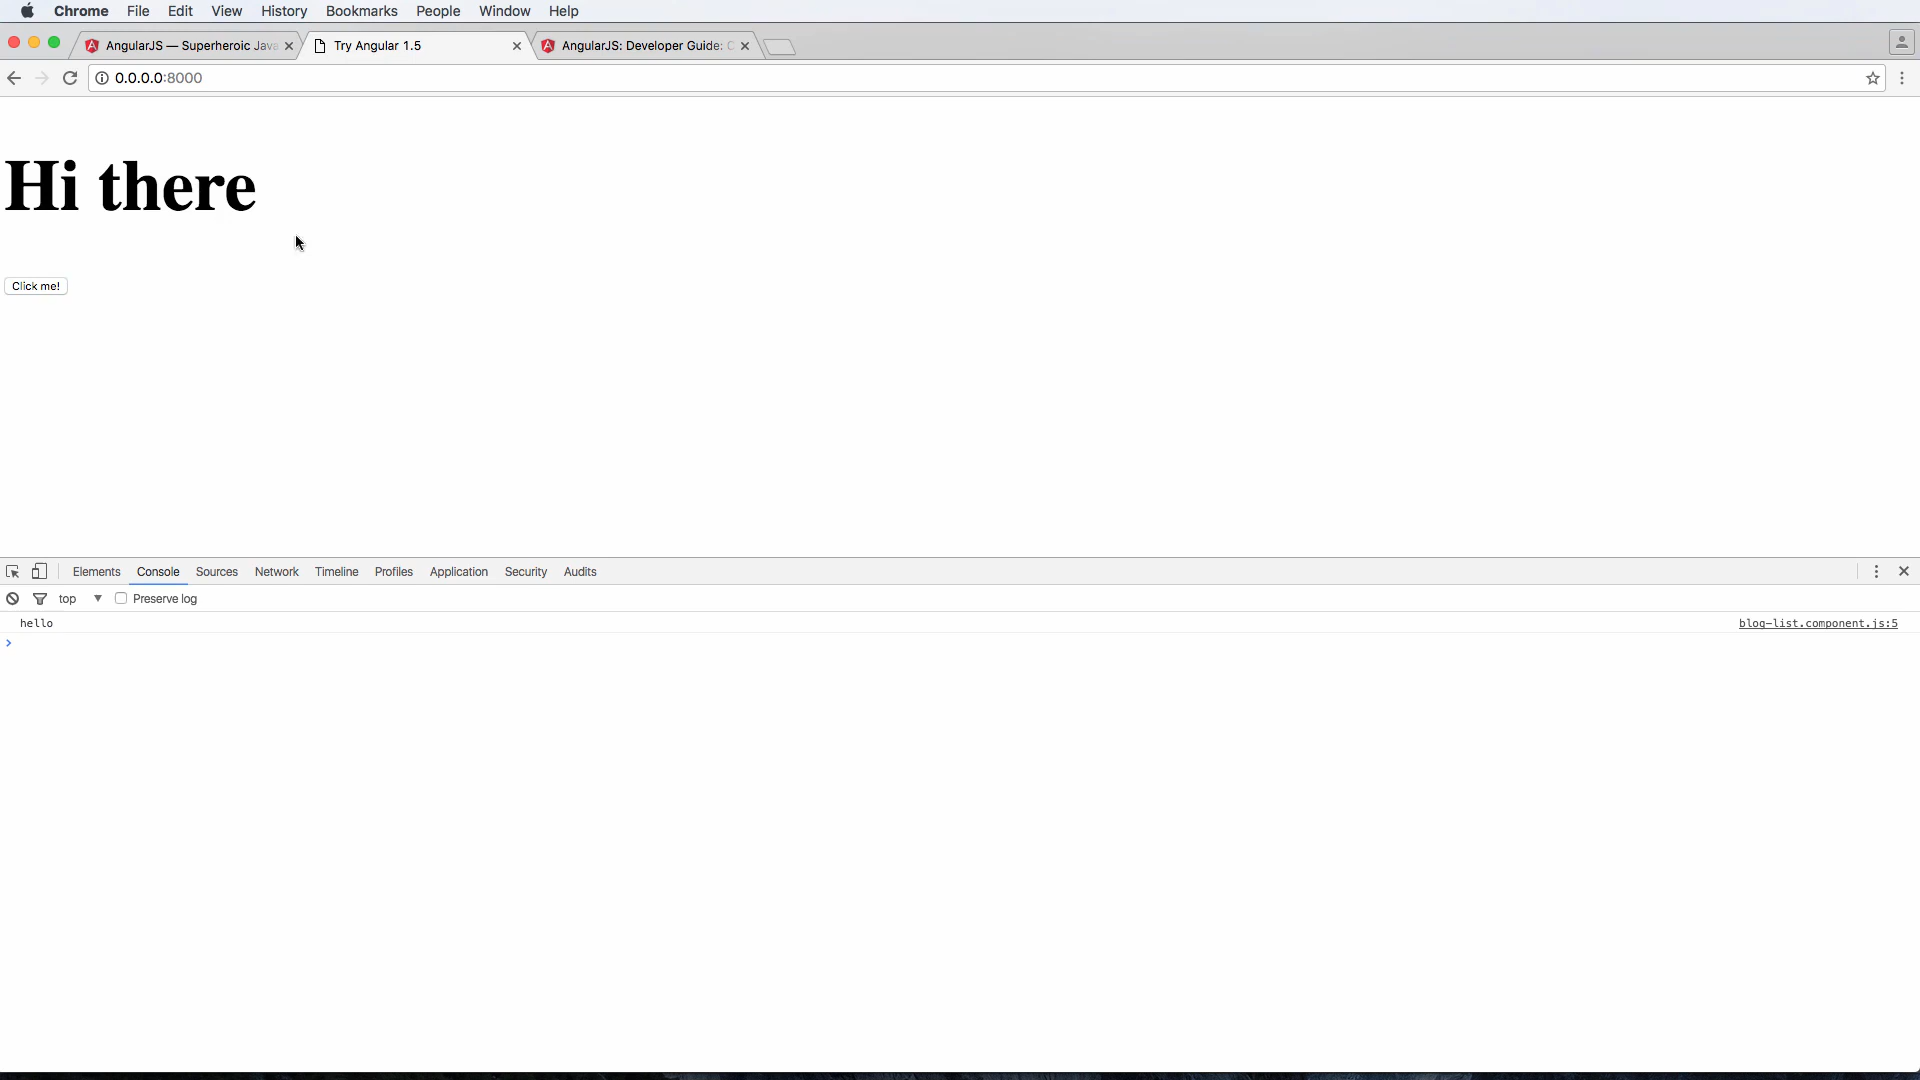 Chrome File Edit View History Bookmarks People Window Help
AngularJS — Superheroic Java Try Angular 1.5 AngularJS: Developer Guide: C
0.0.0.0:8000
Hi there
Click me!
Elements Console Sources Network Timeline Profiles Application Security Audits
top Preserve log
hello blog-list.component.js:5